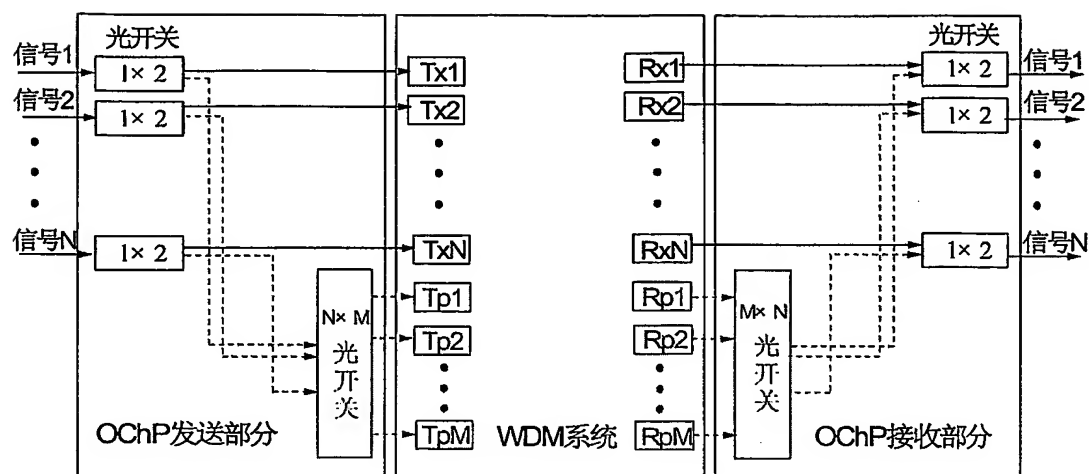 光开关
信号1
1×2
Tx1
Rx1
光开关
1×2
信号1
信号2
1×2
Tx2
Rx2
1×2
信号2
信号N
1×2
TxN
RxN
1×2
信号N
N×M
光
开
关
Tp1
Rp1
M×N
光
开
关
Tp2
Rp2
TpM
RpM
OChP发送部分
WDM系统
OChP接收部分